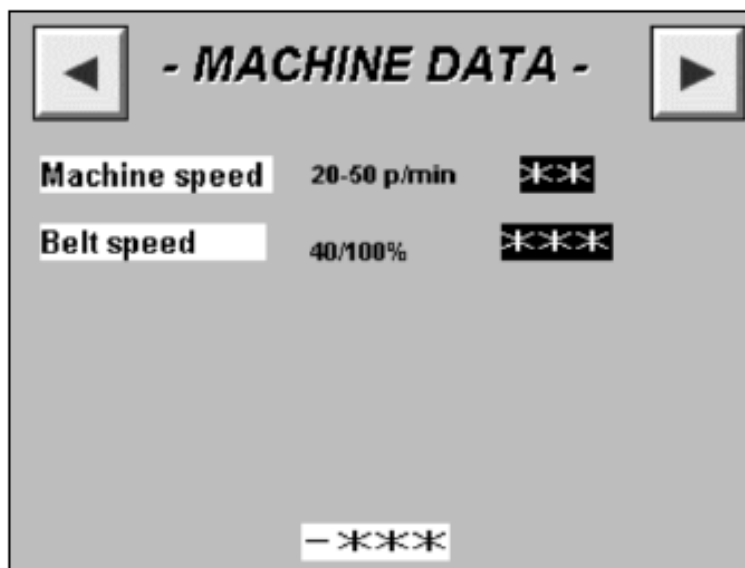 - MACHINE DATA -
Machine speed 20-50 p/min **
Belt speed 40/100% ***
-***